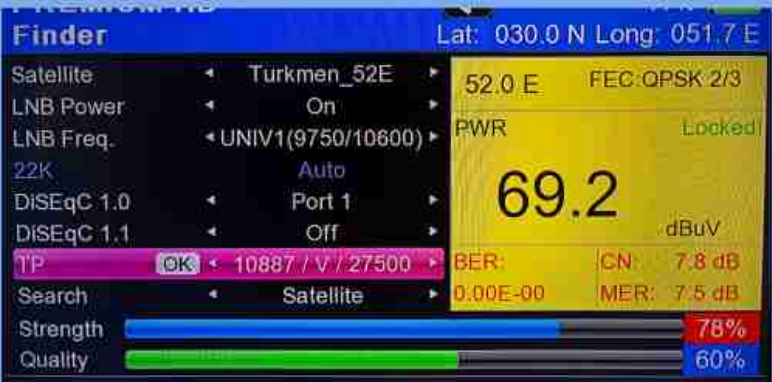 Finder Lat: 030.0 N Long: 051.7 E
Satellite Turkmen_52E
LNB Power On
LNB Freq. UNIV1(9750/10600)
22K Auto
DiSEqC 1.0 Port 1
DiSEqC 1.1 Off
TP OK 10887 / V / 27500
Search Satellite
52.0 E FEC:QPSK 2/3
PWR Locked
69.2
dBuV
BER: CN: 7.8 dB
0.00E-00 MER: 7.5 dB
Strength 78%
Quality 60%